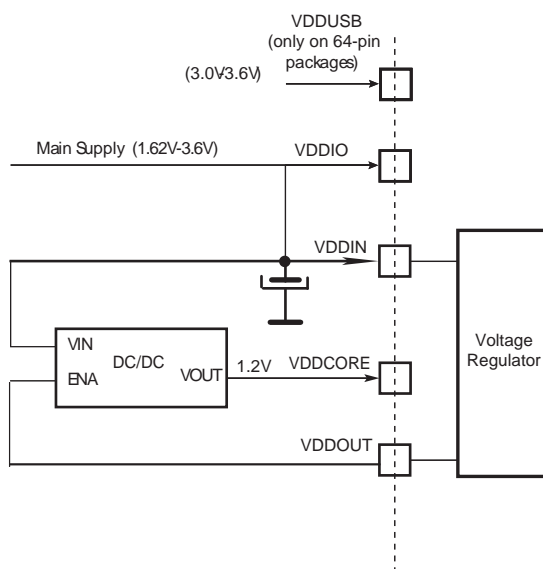 VDDUSB
(only on 64-pin
packages)
(3.0V-3.6V)
Main Supply (1.62V-3.6V)
VDDIO
VDDIN
Voltage
Regulator
VIN
DC/DC
ENA
VOUT
1.2V
VDDCORE
VDDOUT